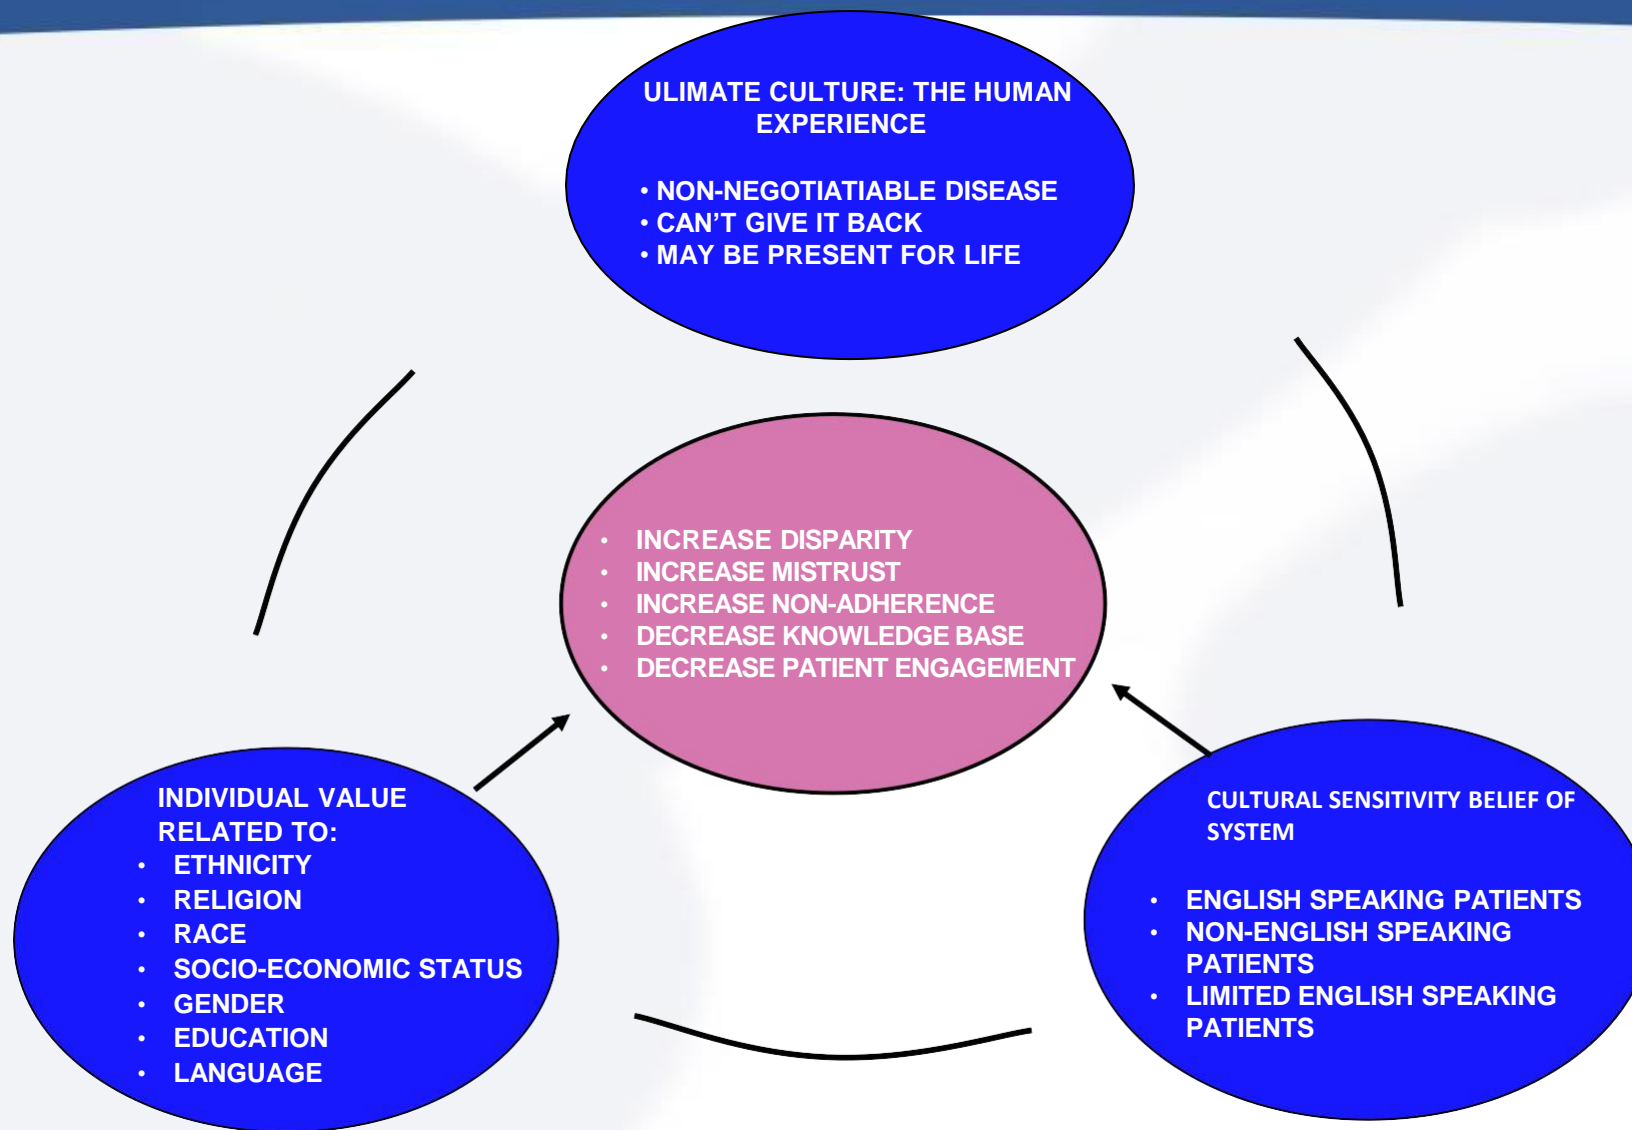 ULIMATE CULTURE: THE HUMAN
EXPERIENCE
• NON-NEGOTIATIABLE DISEASE
• CAN’T GIVE IT BACK
• MAY BE PRESENT FOR LIFE
• INCREASE DISPARITY
• INCREASE MISTRUST
• INCREASE NON-ADHERENCE
• DECREASE KNOWLEDGE BASE
• DECREASE PATIENT ENGAGEMENT
INDIVIDUAL VALUE
RELATED TO:
• ETHNICITY
• RELIGION
• RACE
• SOCIO-ECONOMIC STATUS
• GENDER
• EDUCATION
• LANGUAGE
CULTURAL SENSITIVITY BELIEF OF
SYSTEM
• ENGLISH SPEAKING PATIENTS
• NON-ENGLISH SPEAKING
PATIENTS
• LIMITED ENGLISH SPEAKING
PATIENTS